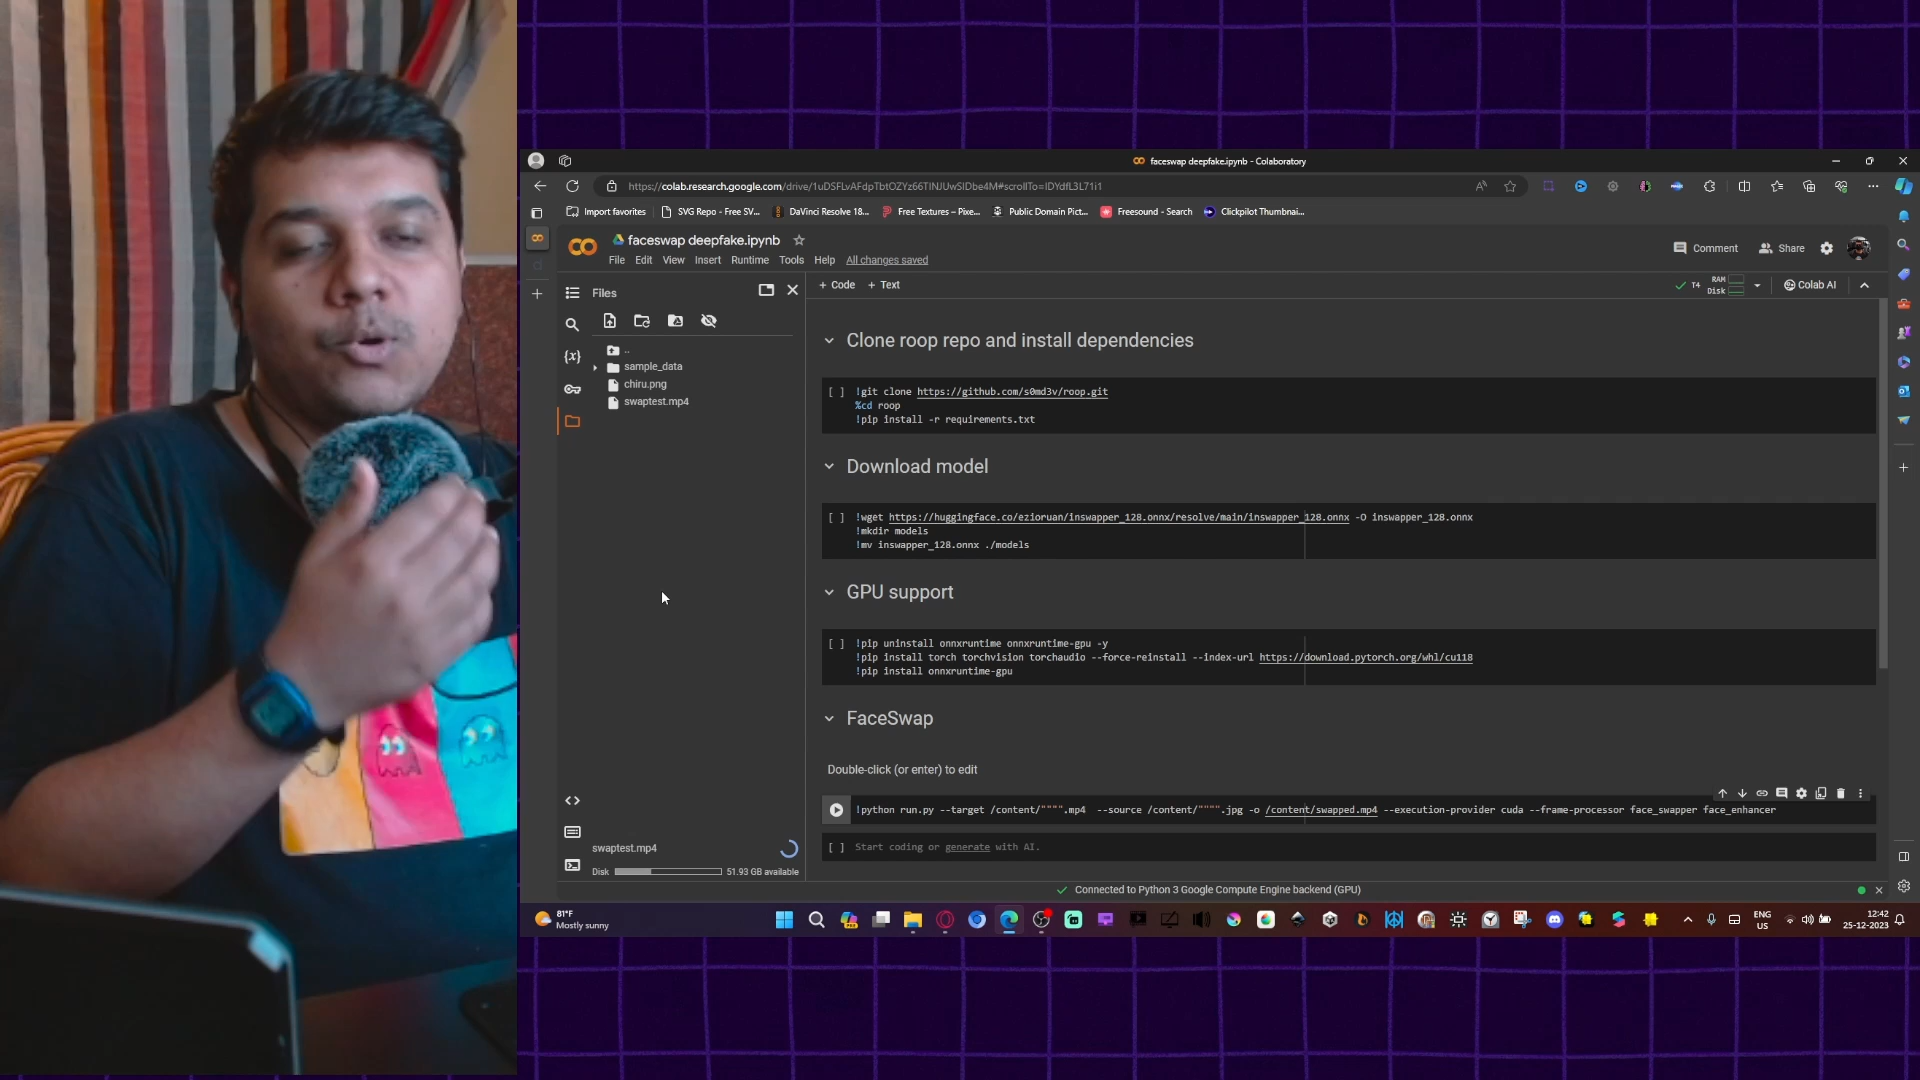 faceswap deepfake.ipynb - Colaboratory
https://colab.research.google.com/drive/1uDSFLvAFdpTbtOZYz66TINJUwSIDbe4M#scrollTo=IDYdfL3L71i1
Import favorites
SVG Repo - Free SV...
DaVinci Resolve 18...
Free Textures – Pixe...
Public Domain Pict...
Freesound - Search
Clickpilot Thumbnai...
faceswap deepfake.ipynb
Comment
Share
File Edit View Insert Runtime Tools Help All changes saved
Files
+ Code + Text
T4
RAM
Disk
Colab AI
..
sample_data
chiru.png
swaptest.mp4
{x}
Clone roop repo and install dependencies
[ ] !git clone https://github.com/s0md3v/roop.git
%cd roop
!pip install -r requirements.txt
Download model
[ ] !wget https://huggingface.co/ezioruan/inswapper_128.onnx/resolve/main/inswapper_128.onnx -O inswapper_128.onnx
!mkdir models
!mv inswapper_128.onnx ./models
GPU support
[ ] !pip uninstall onnxruntime onnxruntime-gpu -y
!pip install torch torchvision torchaudio --force-reinstall --index-url https://download.pytorch.org/whl/cu118
!pip install onnxruntime-gpu
FaceSwap
Double-click (or enter) to edit
!python run.py --target /content/"""".mp4 --source /content/"""".jpg -o /content/swapped.mp4 --execution-provider cuda --frame-processor face_swapper face_enhancer
[ ] Start coding or generate with AI.
swaptest.mp4
Disk 51.93 GB available
Connected to Python 3 Google Compute Engine backend (GPU)
81°F
Mostly sunny
ENG
US
12:42
25-12-2023